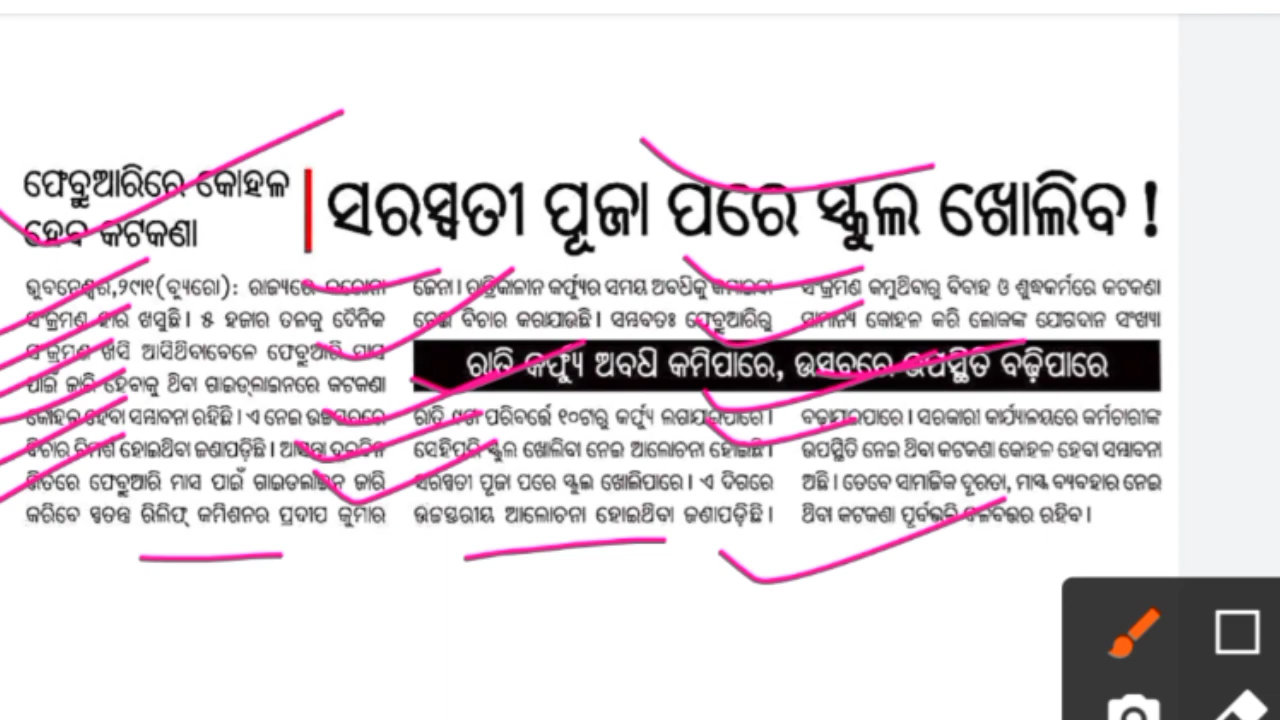 ଫେବୃଆରିରେ କୋହଳ
ହେବ କଟକଣା
ସରସ୍ୱତୀ ପୂଜା ପରେ ସ୍କୁଲ ଖୋଲିବ !
ଭୁବନେଶ୍ୱର,୨୯ା୧(ବ୍ୟୁରୋ): ରାଜ୍ୟରେ କରୋନା
ସଂକ୍ରମଣ ହାର ଖସୁଛି। ୫ ହଜାର ତଳକୁ ଦୈନିକ
ସଂକ୍ରମଣ ଖସି ଆସିଥିବାବେଳେ ଫେବୃଆରି ମାସ
ପାଇଁ ଜାରି ହେବାକୁ ଥିବା ଗାଇଡ୍‌ଲାଇନରେ କଟକଣା
କୋହଳ ହେବା ସମ୍ଭାବନା ରହିଛି। ଏ ନେଇ ଉଚ୍ଚସ୍ତରରେ
ବିଚାର ବିମର୍ଶ ହୋଇଥିବା ଜଣାପଡ଼ିଛି। ଆସନ୍ତା ଦୁଇଦିନ
ଭିତରେ ଫେବୃଆରି ମାସ ପାଇଁ ଗାଇଡଲାଇନ ଜାରି
କରିବେ ସ୍ୱତନ୍ତ୍ର ରିଲିଫ୍ କମିଶନର ପ୍ରଦୀପ କୁମାର
ଜେନା। ରାତ୍ରିକାଳୀନ କର୍ଫ୍ୟୁର ସମୟ ଅବଧିକୁ କମାଇବା
ନେଇ ବିଚାର କରାଯାଉଛି। ସମ୍ଭବତଃ ଫେବୃଆରିରୁ
ରାତି କର୍ଫ୍ୟୁ ଅବଧି କମିପାରେ, ଉତ୍ସବରେ ଉପସ୍ଥିତି ବଢ଼ିପାରେ
ରାତି ୯ଟା ପରିବର୍ତ୍ତେ ୧୦ଟାରୁ କର୍ଫ୍ୟୁ ଲଗାଯାଇପାରେ।
ସେହିପରି ସ୍କୁଲ ଖୋଲିବା ନେଇ ଆଲୋଚନା ହୋଇଛି।
ସରସ୍ୱତୀ ପୂଜା ପରେ ସ୍କୁଲ ଖୋଲିପାରେ। ଏ ଦିଗରେ
ଉଚ୍ଚସ୍ତରୀୟ ଆଲୋଚନା ହୋଇଥିବା ଜଣାପଡ଼ିଛି।
ସଂକ୍ରମଣ କମୁଥିବାରୁ ବିବାହ ଓ ଶୁଦ୍ଧକର୍ମରେ କଟକଣା
ସାମାନ୍ୟ କୋହଳ କରି ଲୋକଙ୍କ ଯୋଗଦାନ ସଂଖ୍ୟା
ବଢ଼ାଯାଇପାରେ। ସରକାରୀ କାର୍ଯ୍ୟାଳୟରେ କର୍ମଚାରୀଙ୍କ
ଉପସ୍ଥିତି ନେଇ ଥିବା କଟକଣା କୋହଳ ହେବା ସମ୍ଭାବନା
ଅଛି। ତେବେ ସାମାଜିକ ଦୂରତା, ମାସ୍କ ବ୍ୟବହାର ନେଇ
ଥିବା କଟକଣା ପୂର୍ବଭଳି ବଳବତ୍ତର ରହିବ।